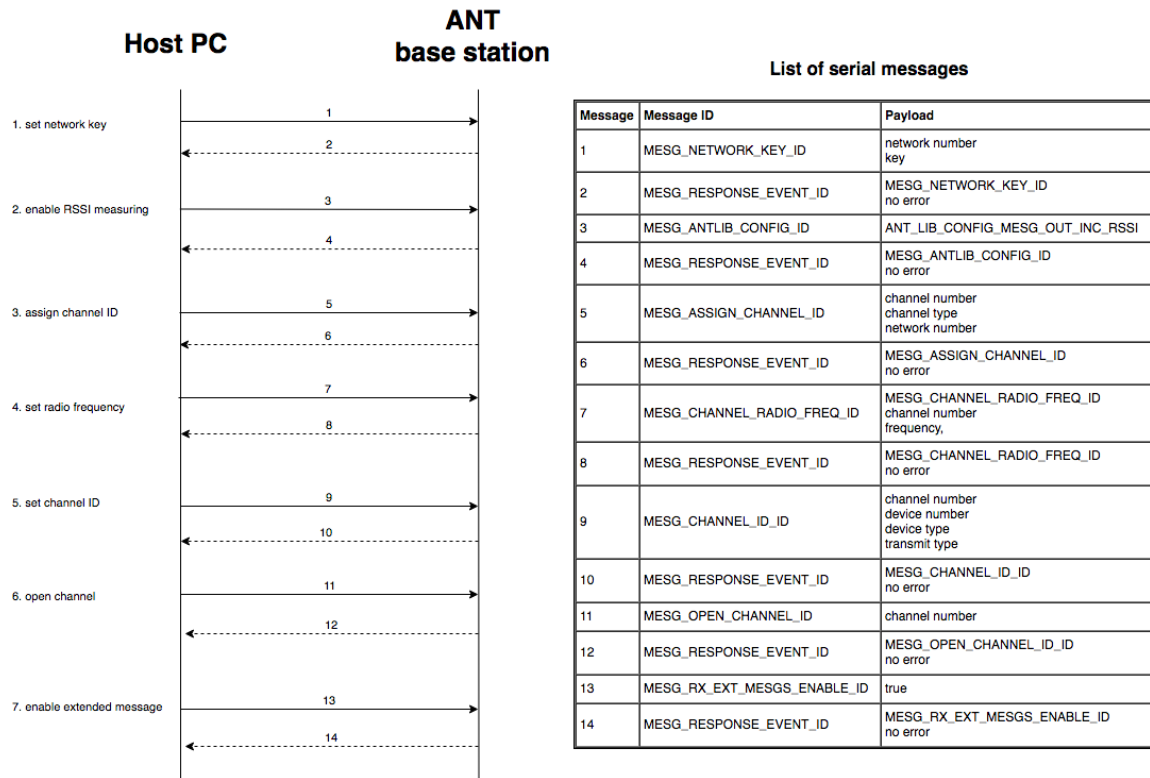 Host PC
ANT
base station
1. set network key
1
2
2. enable RSSI measuring
3
4
3. assign channel ID
5
6
4. set radio frequency
7
8
5. set channel ID
9
10
6. open channel
11
12
7. enable extended message
13
14
List of serial messages
Message Message ID Payload
1 MESG_NETWORK_KEY_ID network number
key
2 MESG_RESPONSE_EVENT_ID MESG_NETWORK_KEY_ID
no error
3 MESG_ANTLIB_CONFIG_ID ANT_LIB_CONFIG_MESG_OUT_INC_RSSI
4 MESG_RESPONSE_EVENT_ID MESG_ANTLIB_CONFIG_ID
no error
5 MESG_ASSIGN_CHANNEL_ID channel number
channel type
network number
6 MESG_RESPONSE_EVENT_ID MESG_ASSIGN_CHANNEL_ID
no error
7 MESG_CHANNEL_RADIO_FREQ_ID MESG_CHANNEL_RADIO_FREQ_ID
channel number
frequency,
8 MESG_RESPONSE_EVENT_ID MESG_CHANNEL_RADIO_FREQ_ID
no error
9 MESG_CHANNEL_ID_ID channel number
device number
device type
transmit type
10 MESG_RESPONSE_EVENT_ID MESG_CHANNEL_ID_ID
no error
11 MESG_OPEN_CHANNEL_ID channel number
12 MESG_RESPONSE_EVENT_ID MESG_OPEN_CHANNEL_ID_ID
no error
13 MESG_RX_EXT_MESGS_ENABLE_ID true
14 MESG_RESPONSE_EVENT_ID MESG_RX_EXT_MESGS_ENABLE_ID
no error